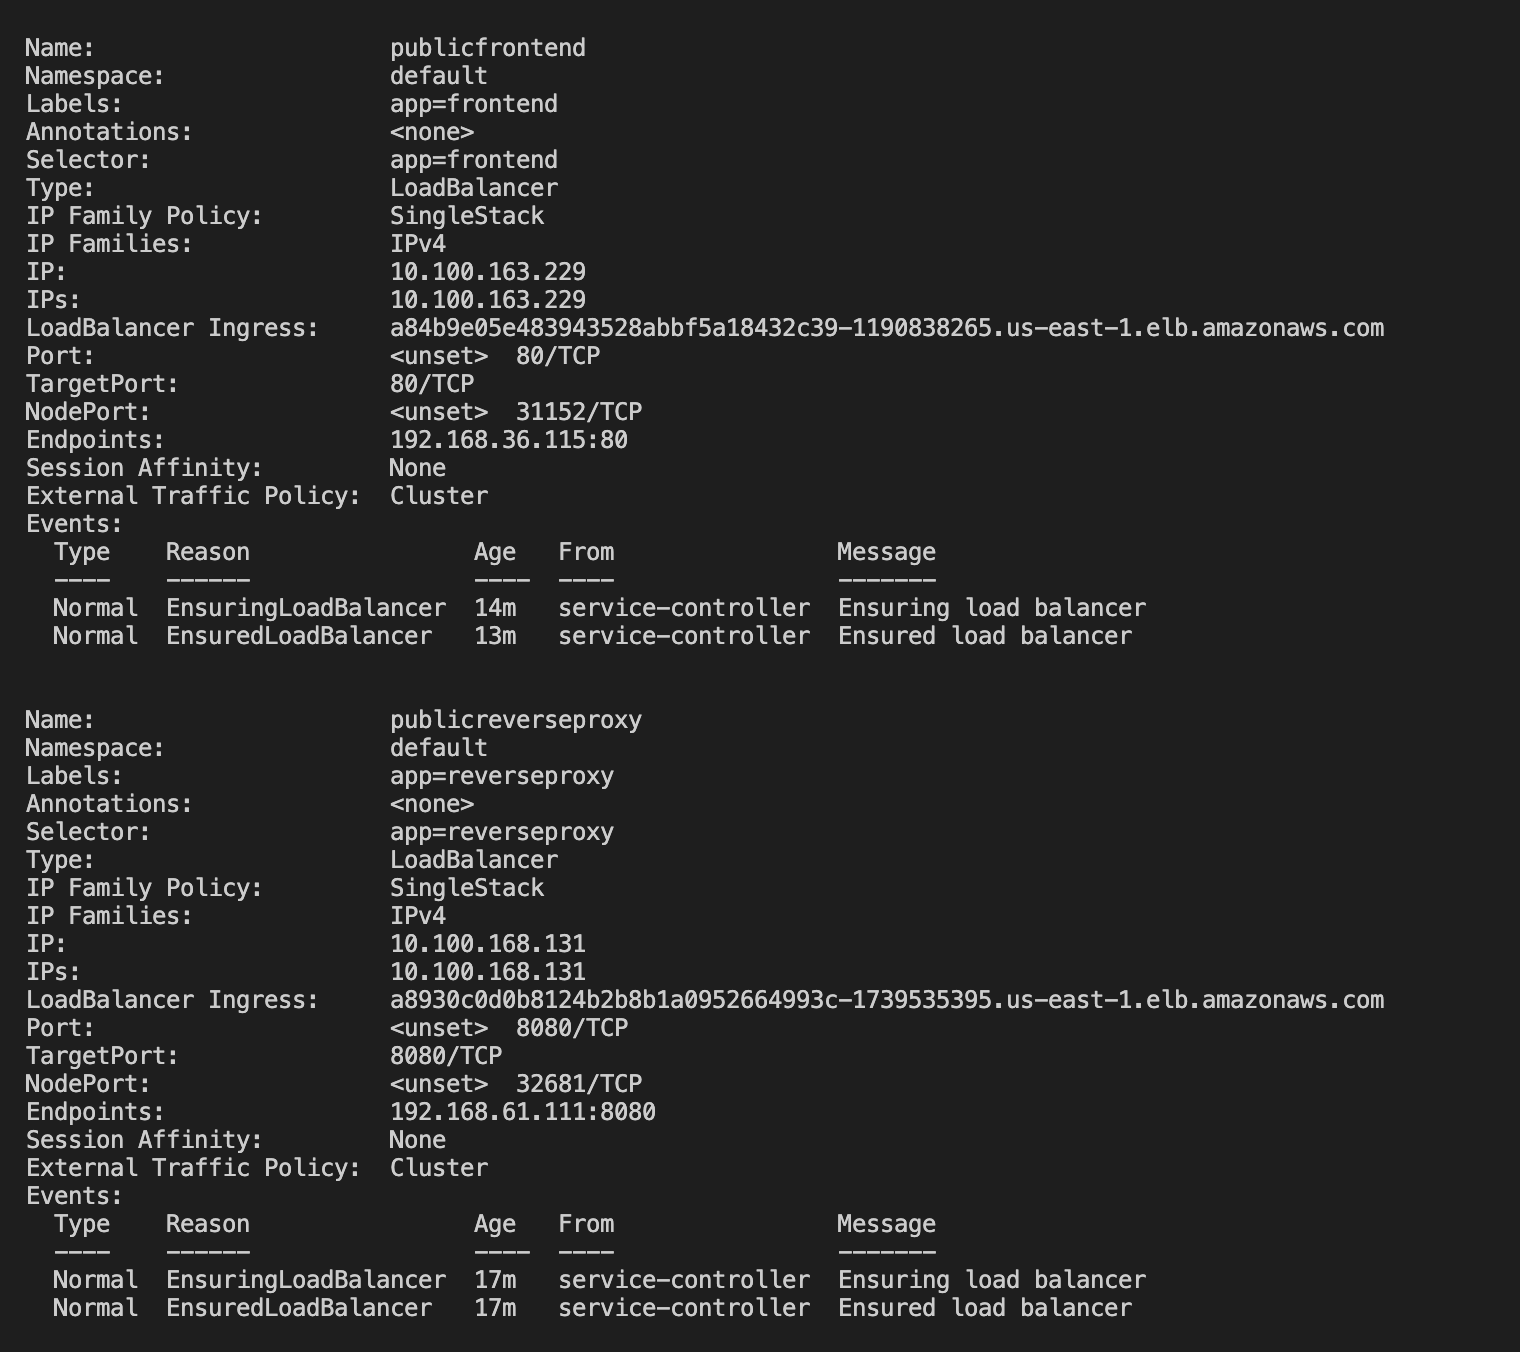 Name:                     publicfrontend
Namespace:                default
Labels:                   app=frontend
Annotations:              <none>
Selector:                 app=frontend
Type:                     LoadBalancer
IP Family Policy:         SingleStack
IP Families:              IPv4
IP:                       10.100.163.229
IPs:                      10.100.163.229
LoadBalancer Ingress:     a84b9e05e483943528abbf5a18432c39-1190838265.us-east-1.elb.amazonaws.com
Port:                     <unset>  80/TCP
TargetPort:               80/TCP
NodePort:                 <unset>  31152/TCP
Endpoints:                192.168.36.115:80
Session Affinity:         None
External Traffic Policy:  Cluster
Events:
  Type    Reason                Age   From                Message
  ----    ------                ----  ----                -------
  Normal  EnsuringLoadBalancer  14m   service-controller  Ensuring load balancer
  Normal  EnsuredLoadBalancer   13m   service-controller  Ensured load balancer
Name:                     publicreverseproxy
Namespace:                default
Labels:                   app=reverseproxy
Annotations:              <none>
Selector:                 app=reverseproxy
Type:                     LoadBalancer
IP Family Policy:         SingleStack
IP Families:              IPv4
IP:                       10.100.168.131
IPs:                      10.100.168.131
LoadBalancer Ingress:     a8930c0d0b8124b2b8b1a0952664993c-1739535395.us-east-1.elb.amazonaws.com
Port:                     <unset>  8080/TCP
TargetPort:               8080/TCP
NodePort:                 <unset>  32681/TCP
Endpoints:                192.168.61.111:8080
Session Affinity:         None
External Traffic Policy:  Cluster
Events:
  Type    Reason                Age   From                Message
  ----    ------                ----  ----                -------
  Normal  EnsuringLoadBalancer  17m   service-controller  Ensuring load balancer
  Normal  EnsuredLoadBalancer   17m   service-controller  Ensured load balancer